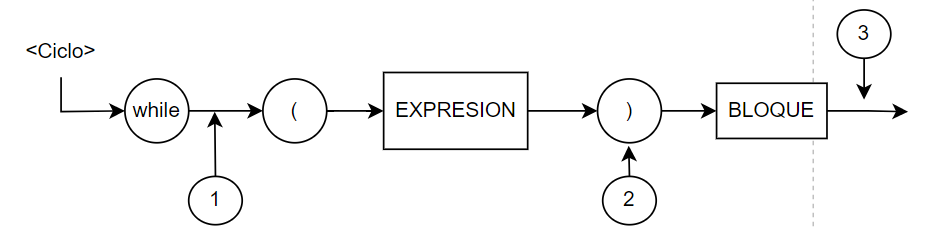 3
<Ciclo>
while
(
EXPRESION
)
BLOQUE
1
2